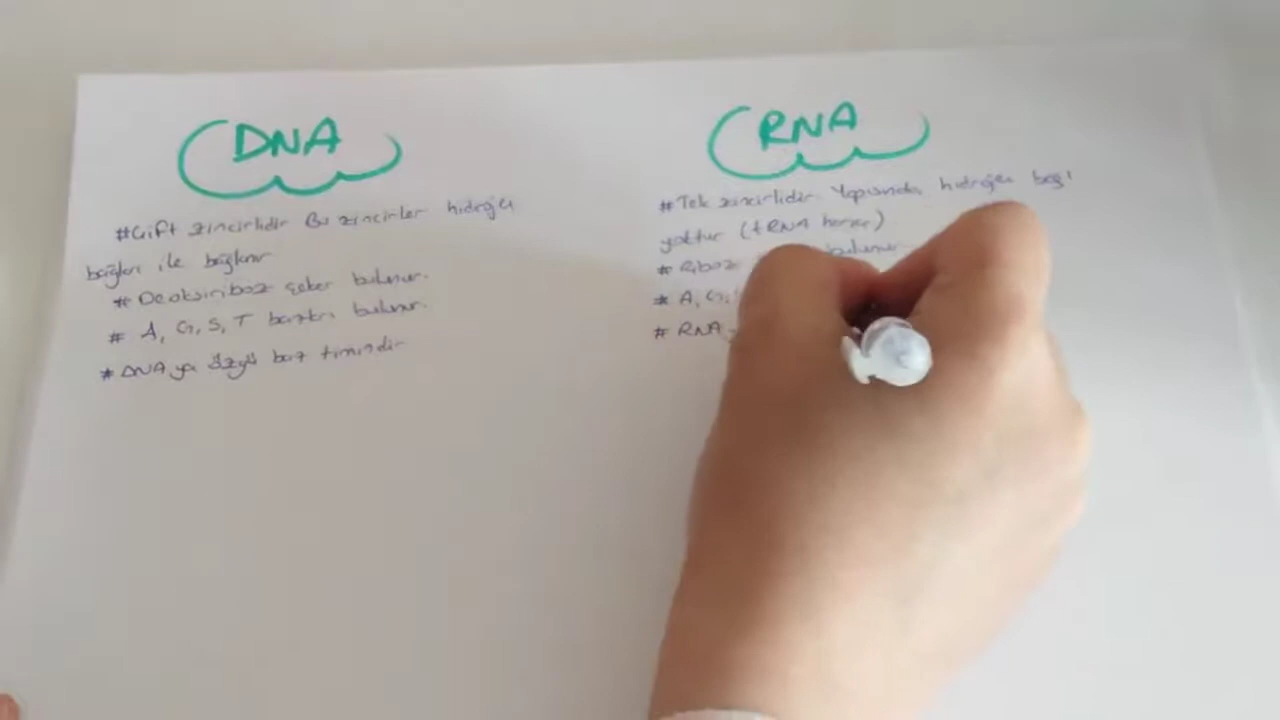 DNA
#Çift zincirlidir Bu zincirler hidrojen
bağları ile bağlanır
# Deoksiriboz şeker bulunur.
# A, G, S, T bazları bulunur.
# DNA ya özgü baz timindir
RNA
#Tek zincirlidir. Yapısında hidrojen bağı
yoktur (tRNA hariç)
# Riboz bulunur
# A, G,
# RNA